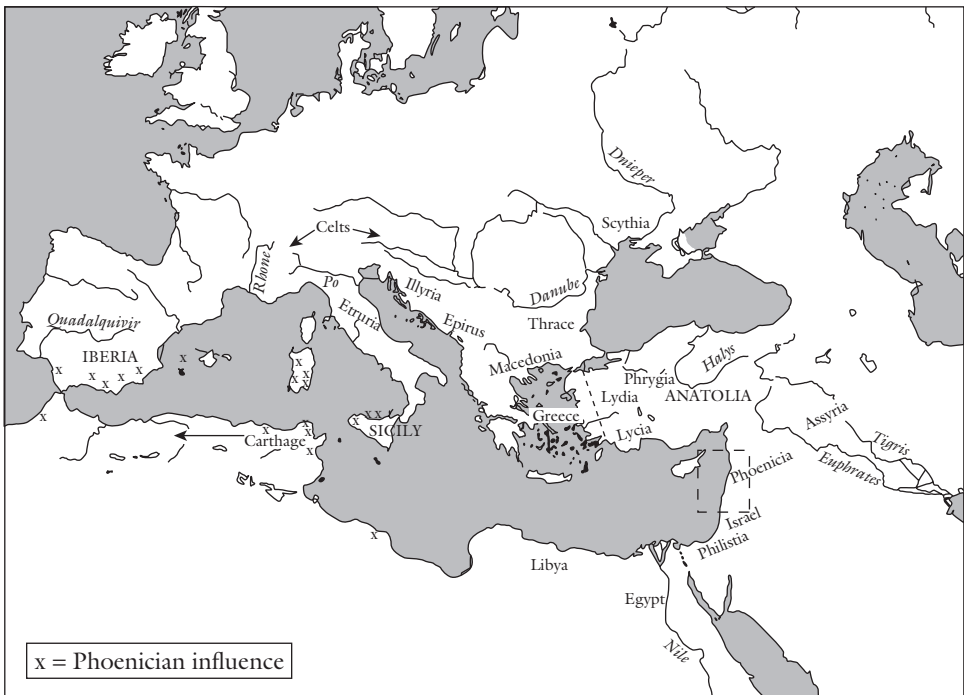 Dnieper
Scythia
Celts
Rhone
Po
Illyria
Danube
Etruria
Epirus
Thrace
Quadalquivir
IBERIA
x
x x x x x
x x x x
Macedonia
Halys
Phrygia
Lydia
ANATOLIA
Greece
Lycia
Assyria
Tigris
Euphrates
x x x
SICILY
x
x x x
Carthage
x
Phoenicia
Israel
Philistia
Libya
Egypt
Nile
x = Phoenician influence